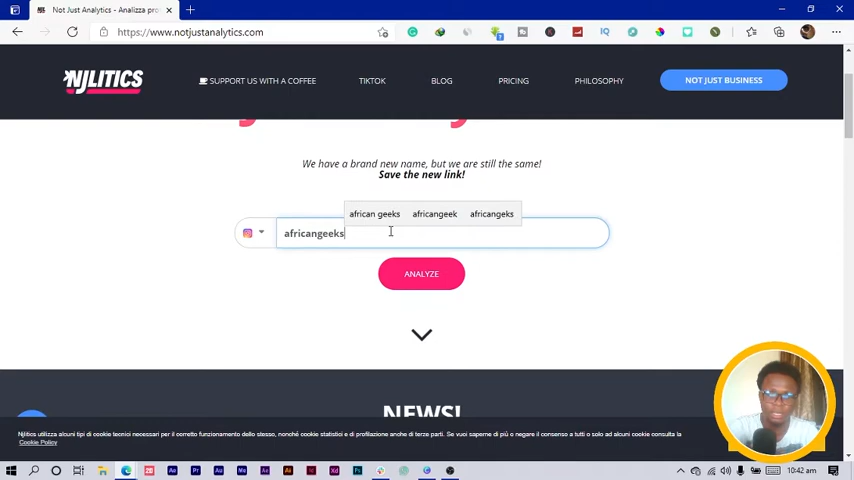 Not Just Analytics - Analizza pro
https://www.notjustanalytics.com
NJLITICS
SUPPORT US WITH A COFFEE
TIKTOK
BLOG
PRICING
PHILOSOPHY
NOT JUST BUSINESS
We have a brand new name, but we are still the same!
Save the new link!
african geeks africangeek africangeks
africangeeks
ANALYZE
NEWS!
Njlitics utilizza alcuni tipi di cookie tecnici necessari per il corretto funzionamento dello stesso, nonché cookie statistici e di profilazione anche di terze parti. Se vuoi saperne di più o negare il consenso a tutti o solo ad alcuni cookie consulta la
Cookie Policy
10:42 am